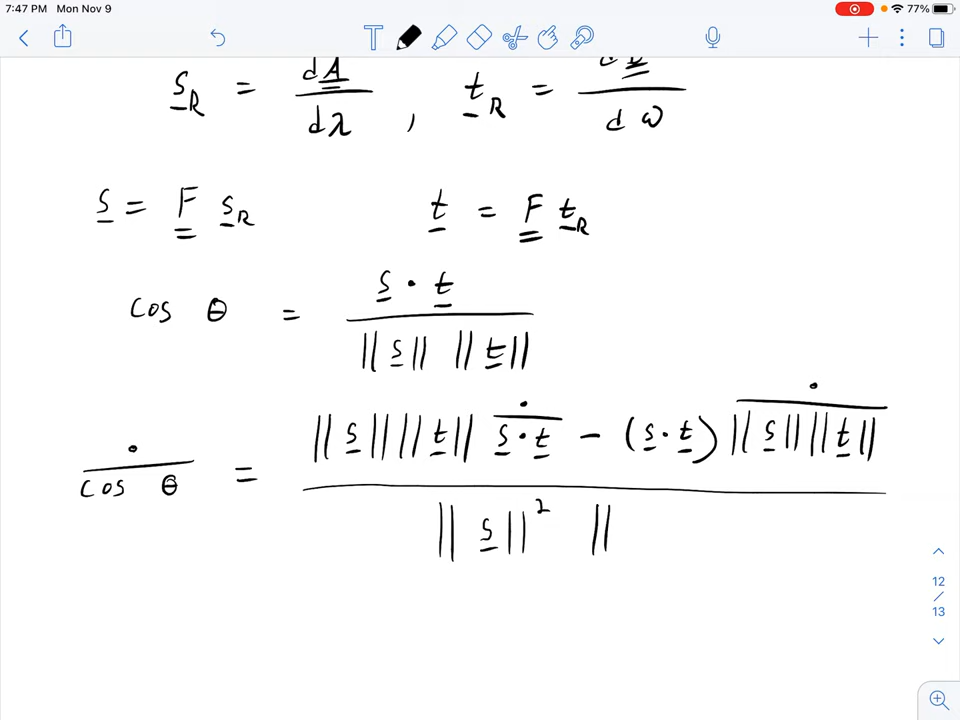 7:47 PM Mon Nov 9 77%
s_R = dA / dλ , t_R = d / dω
s = F s_R t = F t_R
cos θ = s · t / ||s|| ||t||
cos θ = ||s|| ||t|| s · t − (s · t) ||s|| ||t|| / ||s||² ||
12
/
13